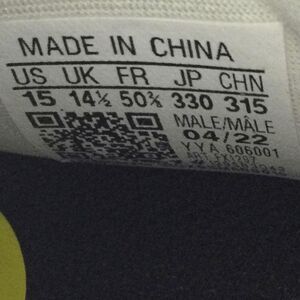 MADE IN CHINA
US UK FR JP CHN
15 14½ 50⅔ 330 315
MALE/MÂLE
04/22
YYA 606001